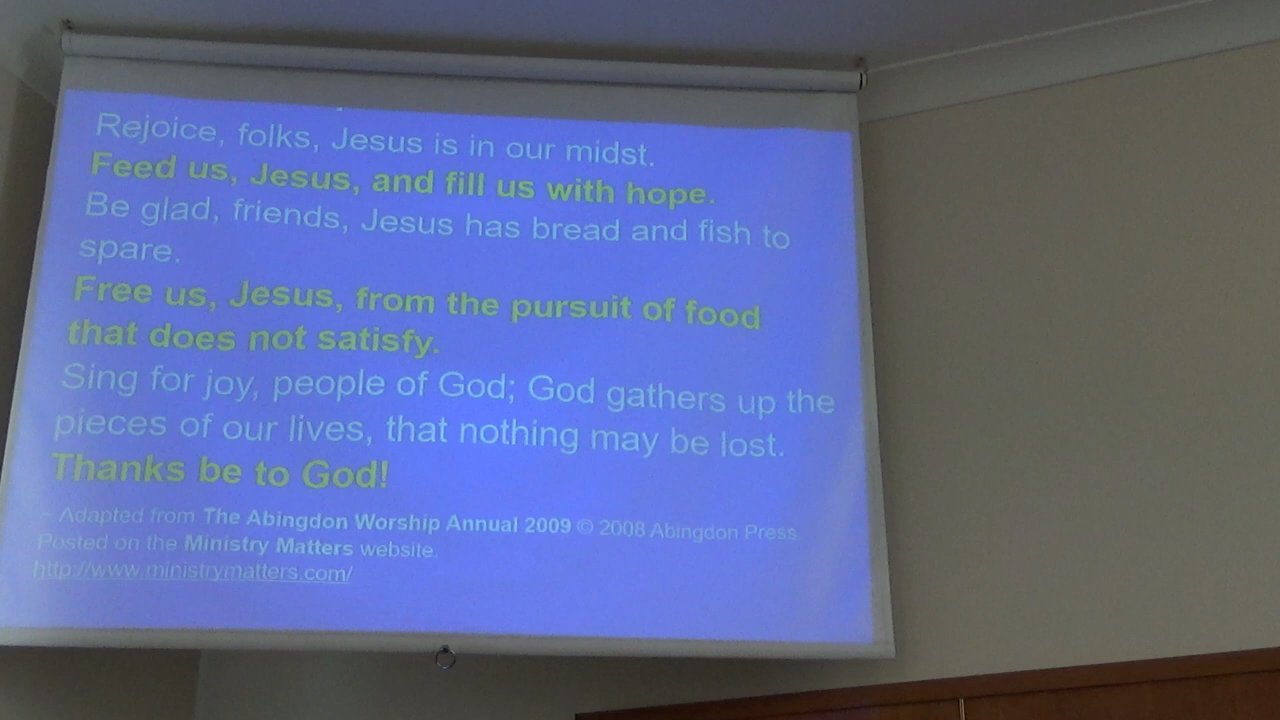 Rejoice, folks, Jesus is in our midst.
Feed us, Jesus, and fill us with hope.
Be glad, friends, Jesus has bread and fish to
spare.
Free us, Jesus, from the pursuit of food
that does not satisfy.
Sing for joy, people of God; God gathers up the
pieces of our lives, that nothing may be lost.
Thanks be to God!
~ Adapted from The Abingdon Worship Annual 2009 © 2008 Abingdon Press.
Posted on the Ministry Matters website.
http://www.ministrymatters.com/